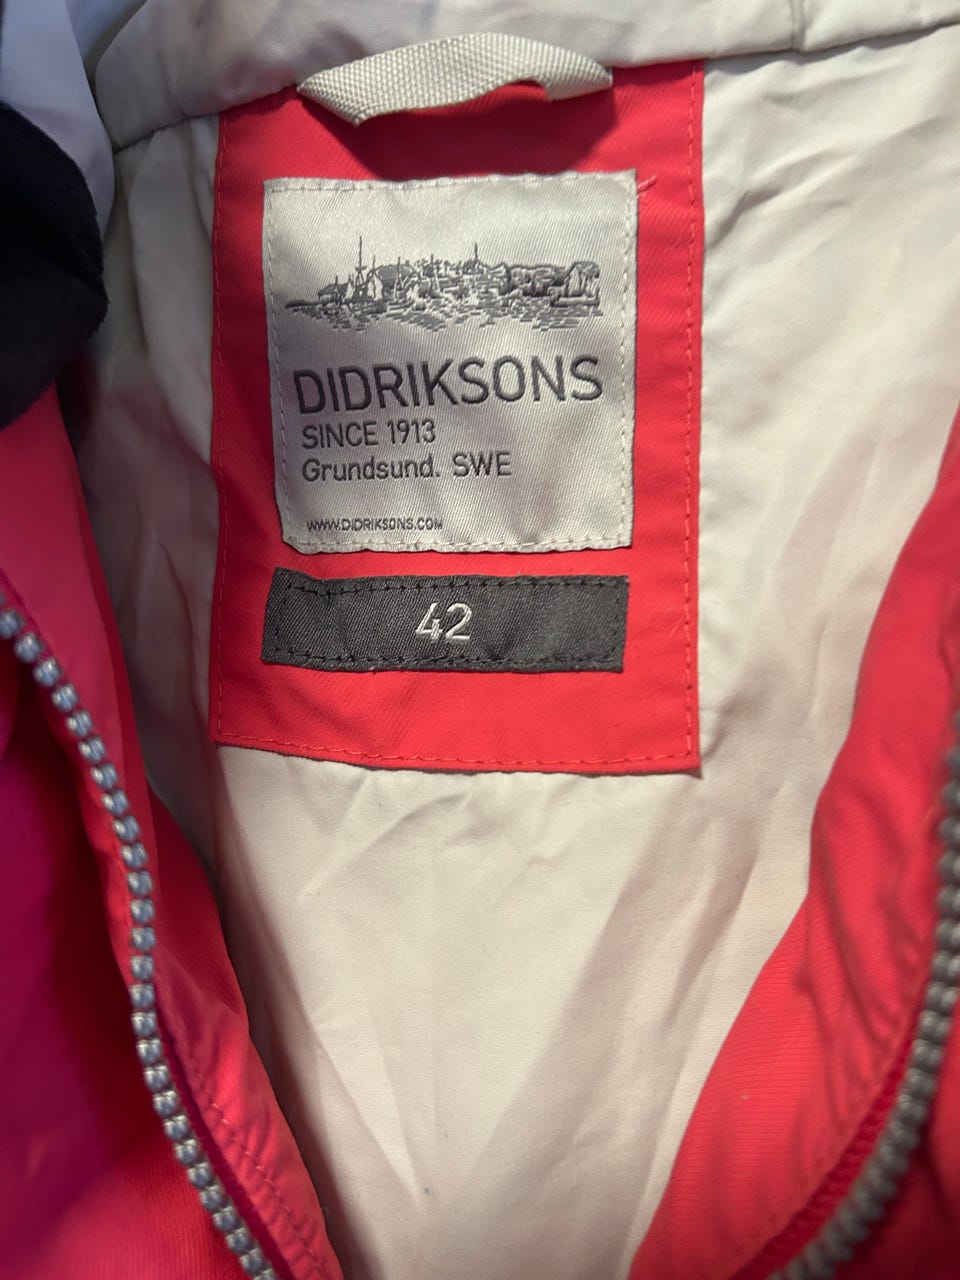 DIDRIKSONS
SINCE 1913
Grundsund. SWE
WWW.DIDRIKSONS.COM
42